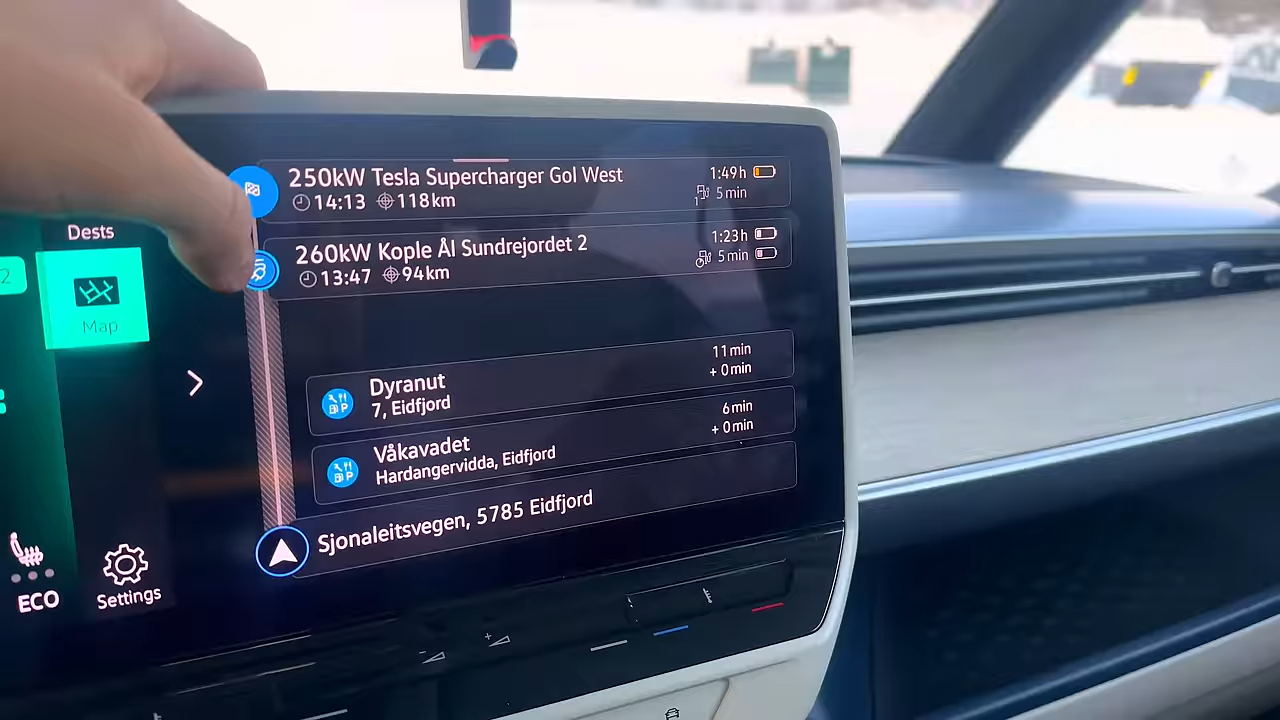 250kW Tesla Supercharger Gol West
14:13 118km
1:49h
1 5 min
260kW Kople Ål Sundrejordet 2
13:47 94km
1:23h
5 min
Dyranut
7, Eidfjord
11 min
+ 0 min
Våkavadet
Hardangervidda, Eidfjord
6 min
+ 0 min
Sjonaleitsvegen, 5785 Eidfjord
Dests
2
Map
ECO
Settings
P
P